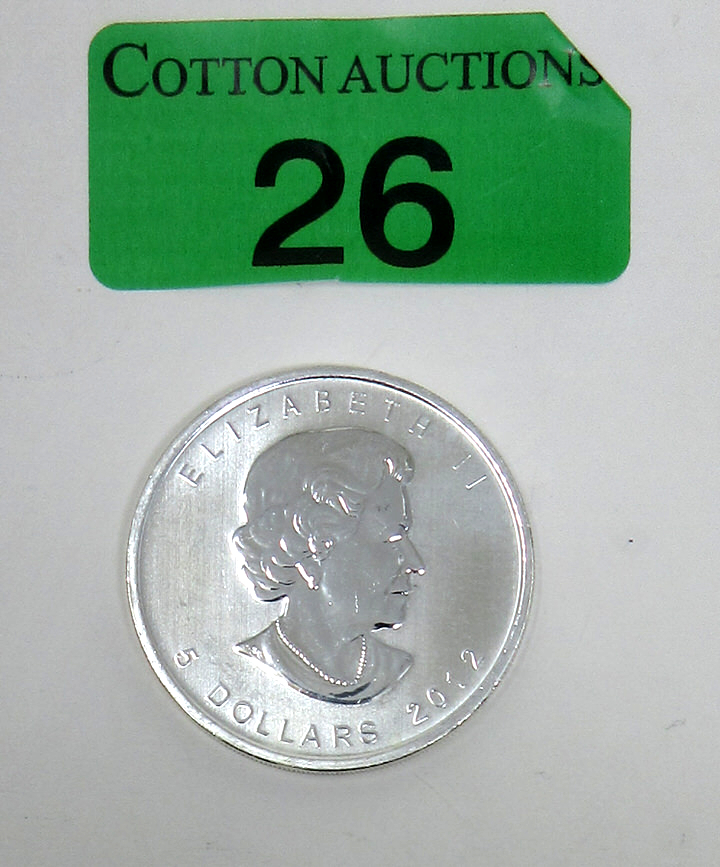 COTTON AUCTIONS
26
ELIZABETH II
5 DOLLARS 2012